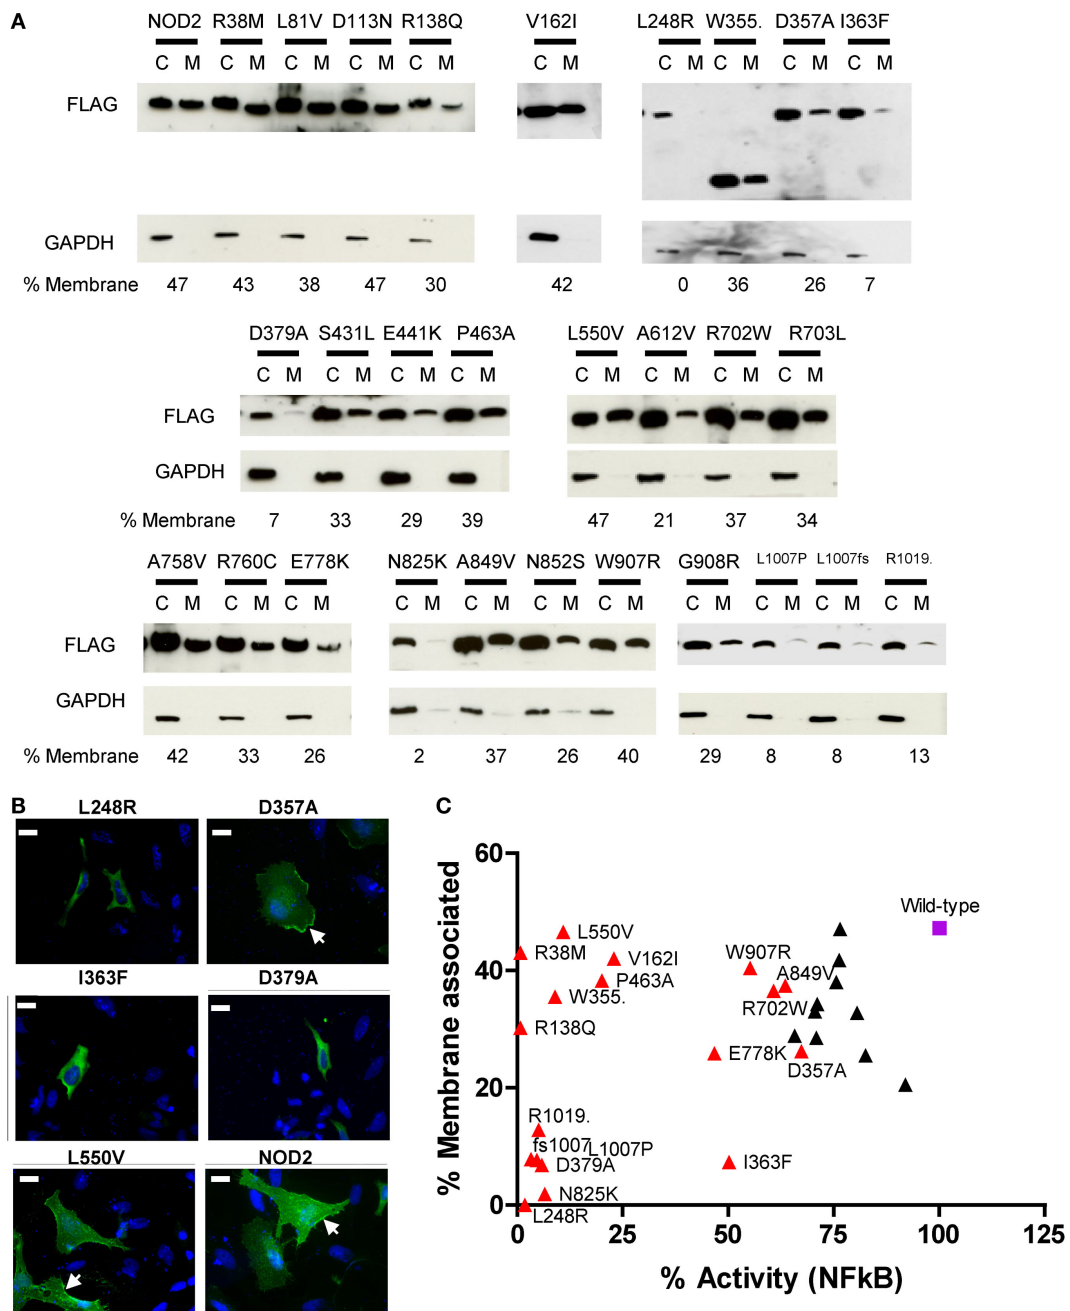 A
NOD2 R38M L81V D113N R138Q V162I L248R W355. D357A I363F
C M C M C M C M C M C M C M C M C M C M
FLAG
GAPDH
% Membrane 47 43 38 47 30 42 0 36 26 7
D379A S431L E441K P463A L550V A612V R702W R703L
C M C M C M C M C M C M C M C M
FLAG
GAPDH
% Membrane 7 33 29 39 47 21 37 34
A758V R760C E778K N825K A849V N852S W907R G908R L1007P L1007fs R1019.
C M C M C M C M C M C M C M C M C M C M C M
FLAG
GAPDH
% Membrane 42 33 26 2 37 26 40 29 8 8 13
B
L248R D357A
I363F D379A
L550V NOD2
C
% Membrane associated
60
40
20
0
Wild-type
L550V
R38M
V162I
P463A
W355.
R138Q
W907R
A849V
R702W
E778K
D357A
R1019.
fs1007
L1007P
D379A
I363F
N825K
L248R
0 25 50 75 100 125
% Activity (NFkB)